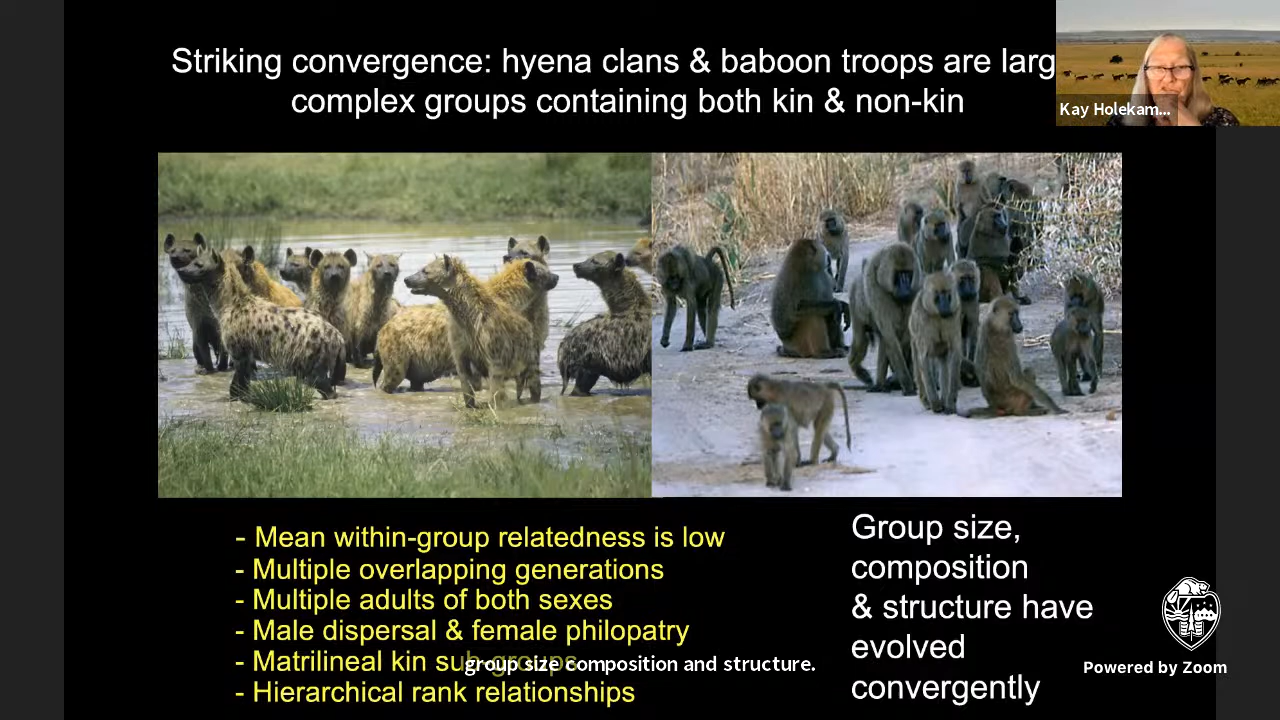 Striking convergence: hyena clans & baboon troops are larg
complex groups containing both kin & non-kin
Kay Holekam...
- Mean within-group relatedness is low
- Multiple overlapping generations
- Multiple adults of both sexes
- Male dispersal & female philopatry
- Matrilineal kin sub-groups
- Hierarchical rank relationships
group size composition and structure.
Group size,
composition
& structure have
evolved
convergently
Powered by Zoom